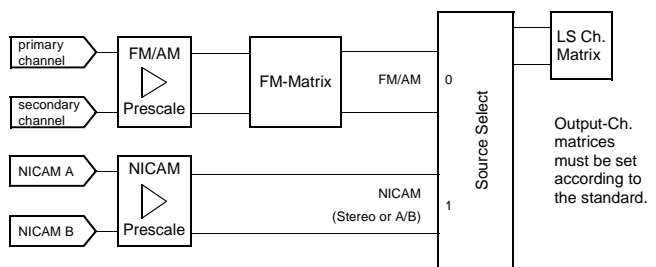 primary
channel
secondary
channel
FM/AM
Prescale
FM-Matrix
FM/AM
0
NICAM A
NICAM B
NICAM
Prescale
NICAM
(Stereo or A/B)
1
Source Select
LS Ch.
Matrix
Output-Ch.
matrices
must be set
according to
the standard.